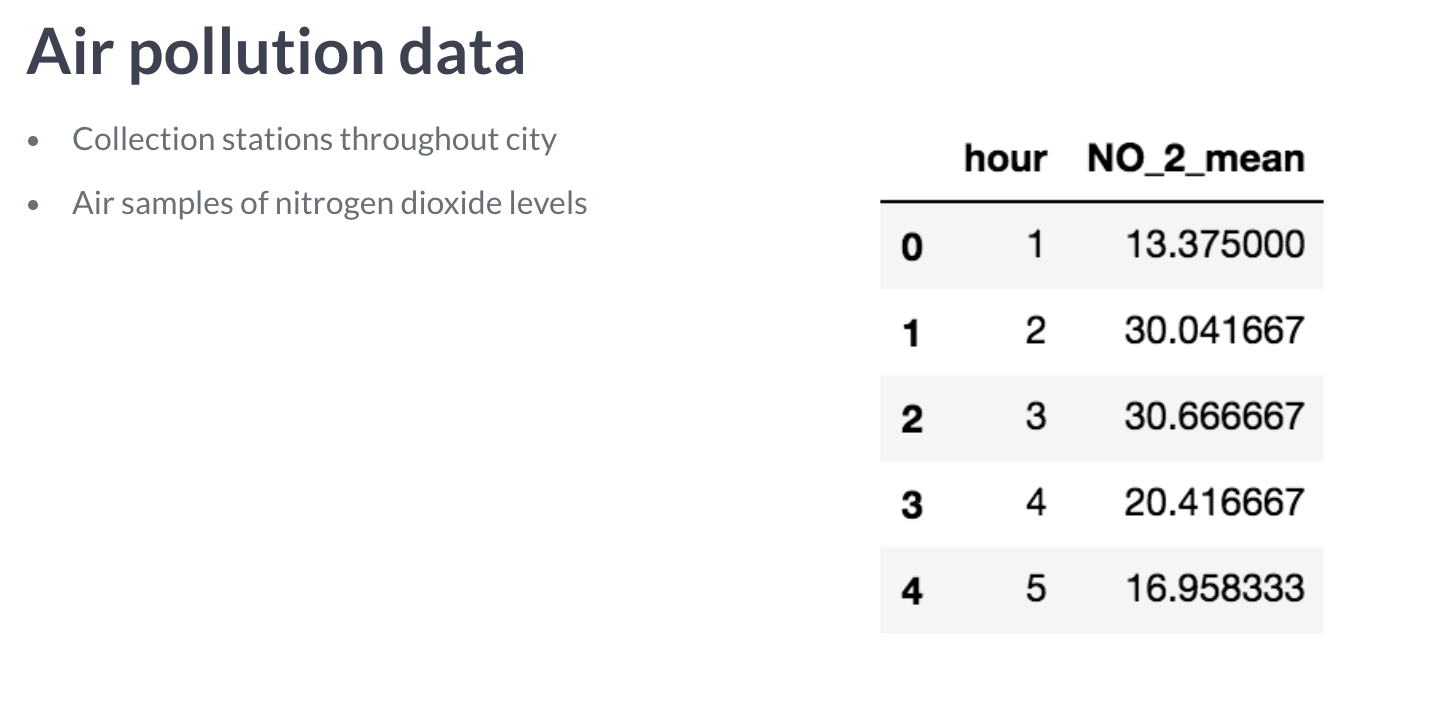 Air pollution data
• Collection stations throughout city
• Air samples of nitrogen dioxide levels
hour NO_2_mean
0 1 13.375000
1 2 30.041667
2 3 30.666667
3 4 20.416667
4 5 16.958333